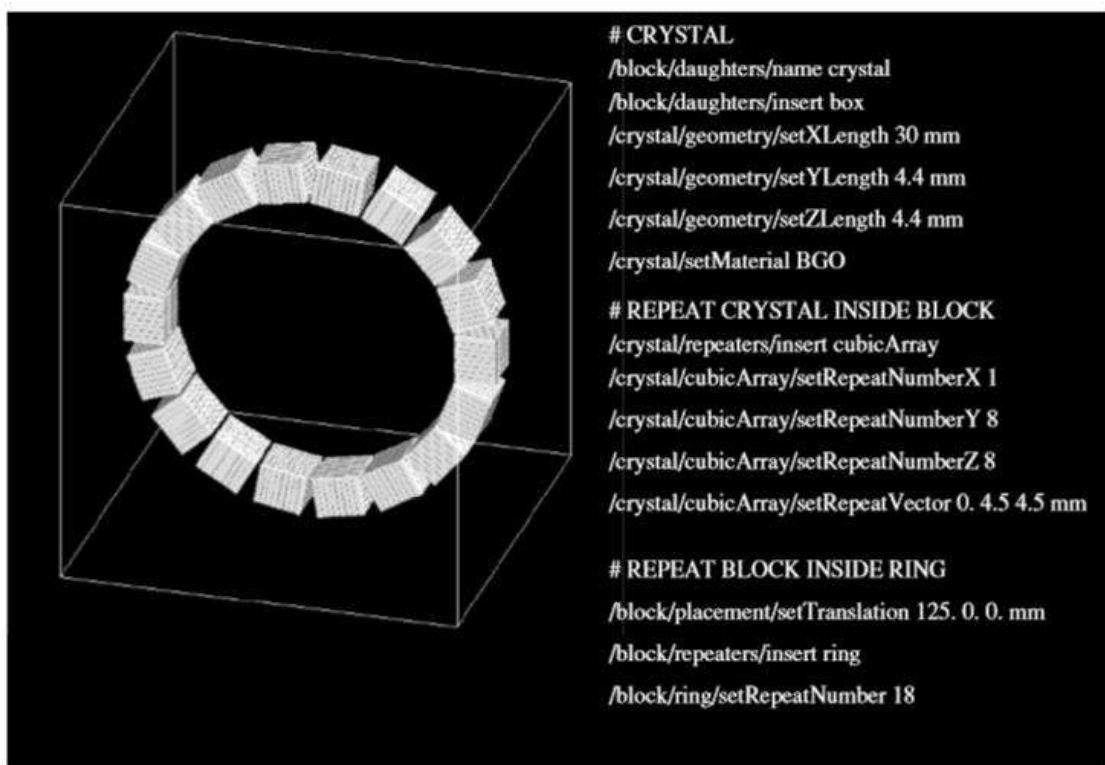 # CRYSTAL
/block/daughters/name crystal
/block/daughters/insert box
/crystal/geometry/setXLength 30 mm
/crystal/geometry/setYLength 4.4 mm
/crystal/geometry/setZLength 4.4 mm
/crystal/setMaterial BGO
# REPEAT CRYSTAL INSIDE BLOCK
/crystal/repeaters/insert cubicArray
/crystal/cubicArray/setRepeatNumberX 1
/crystal/cubicArray/setRepeatNumberY 8
/crystal/cubicArray/setRepeatNumberZ 8
/crystal/cubicArray/setRepeatVector 0. 4.5 4.5 mm
# REPEAT BLOCK INSIDE RING
/block/placement/setTranslation 125. 0. 0. mm
/block/repeaters/insert ring
/block/ring/setRepeatNumber 18